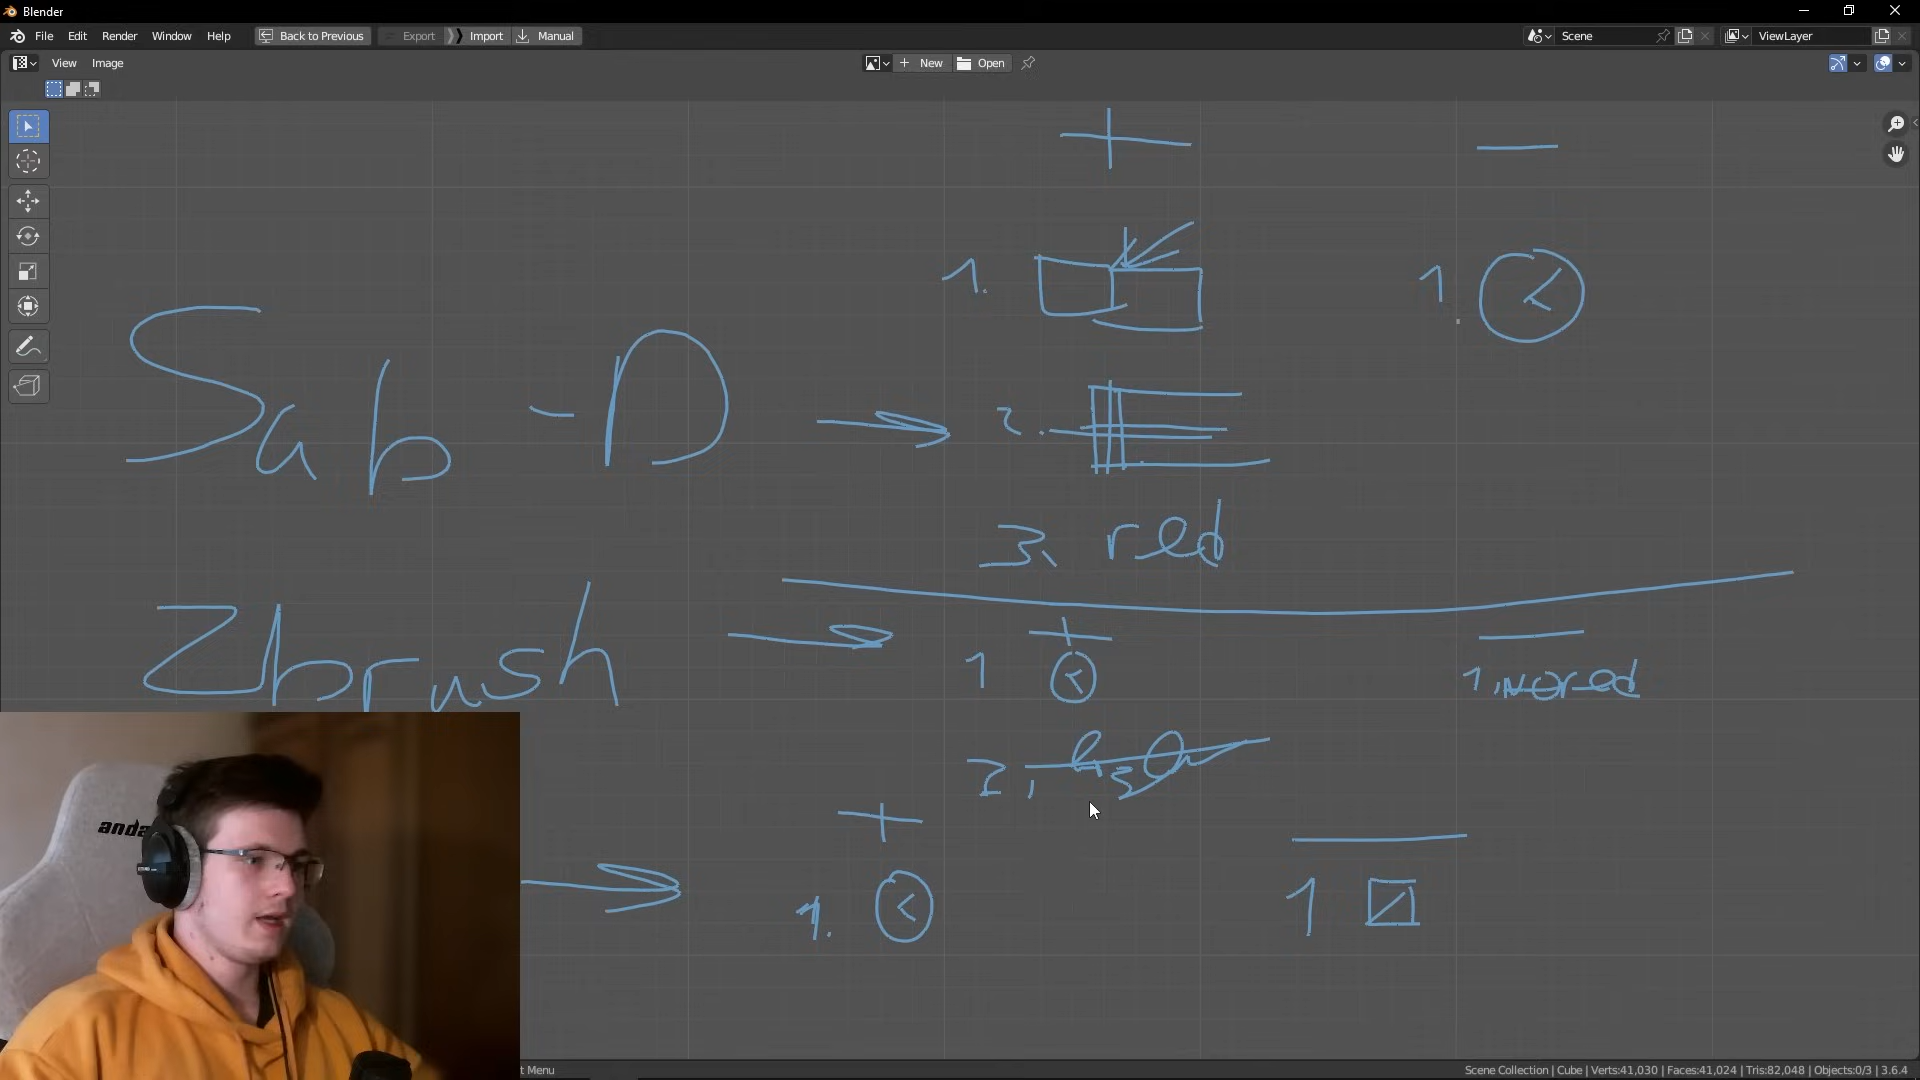 Blender
File Edit Render Window Help Back to Previous Export Import Manual Scene ViewLayer
View Image New Open
+ —
1. 1.
Sub-D 2.
3. red
Zbrush + —
1 1.
2.
+ —
1. 1
anda
t Menu Scene Collection | Cube | Verts:41,030 | Faces:41,024 | Tris:82,048 | Objects:0/3 | 3.6.4